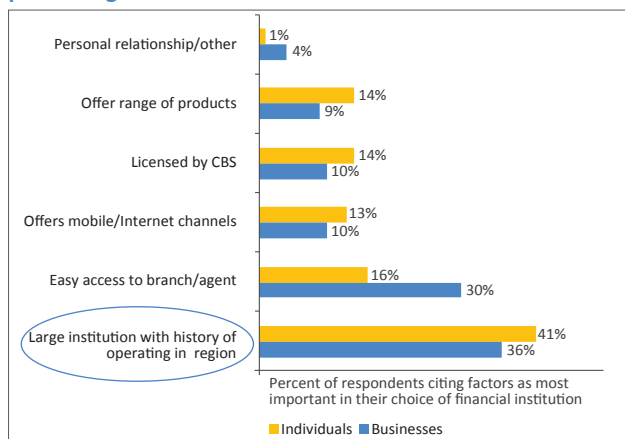 Personal relationship/other
1%
4%
Offer range of products
14%
9%
Licensed by CBS
14%
10%
Offers mobile/Internet channels
13%
10%
Easy access to branch/agent
16%
30%
Large institution with history of
operating in region
41%
36%
Percent of respondents citing factors as most
important in their choice of financial institution
Individuals Businesses